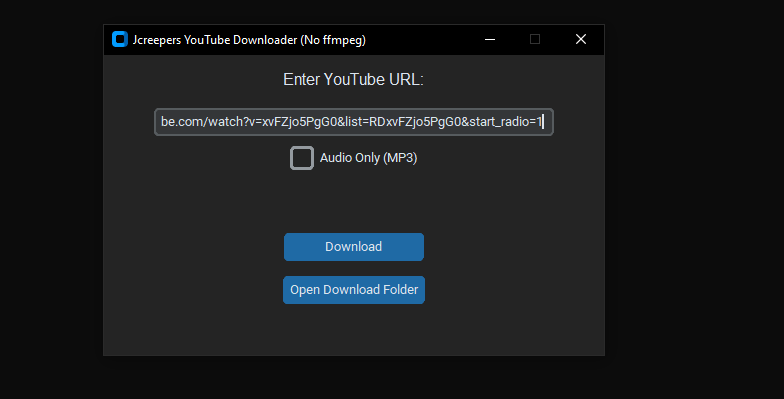 Jcreepers YouTube Downloader (No ffmpeg)
Enter YouTube URL:
be.com/watch?v=xvFZjo5PgG0&list=RDxvFZjo5PgG0&start_radio=1
Audio Only (MP3)
Download
Open Download Folder